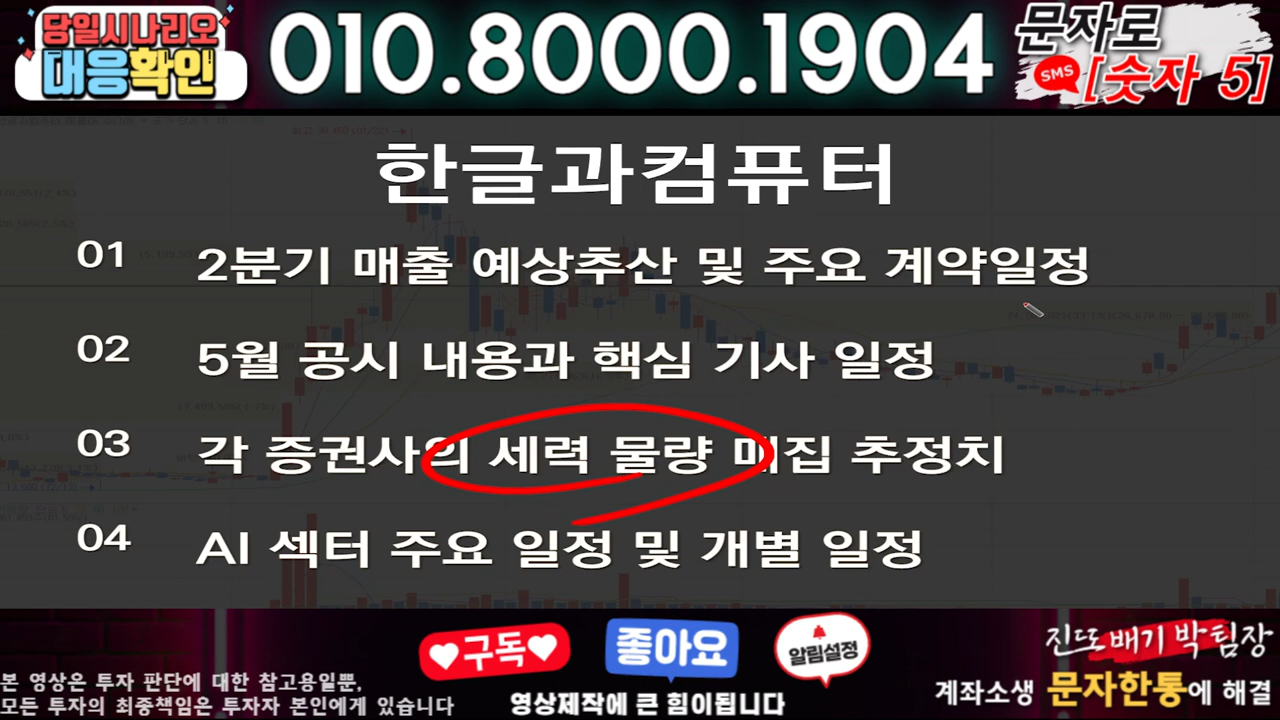 당일시나리오
대응확인
010.8000.1904
문자로
SMS
[숫자 5]
한글과컴퓨터
01 2분기 매출 예상추산 및 주요 계약일정
02 5월 공시 내용과 핵심 기사 일정
03 각 증권사의 세력 물량 매집 추정치
04 AI 섹터 주요 일정 및 개별 일정
구독
좋아요
알림설정
영상제작에 큰 힘이됩니다
본 영상은 투자 판단에 대한 참고용일뿐,
모든 투자의 최종책임은 투자자 본인에게 있습니다
진또배기 박팀장
계좌소생 문자한통에 해결